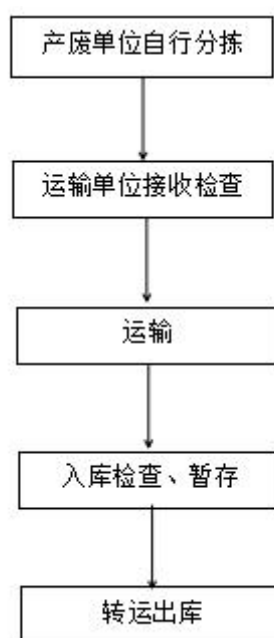 产废单位自行分拣
运输单位接收检查
运输
入库检查、暂存
转运出库